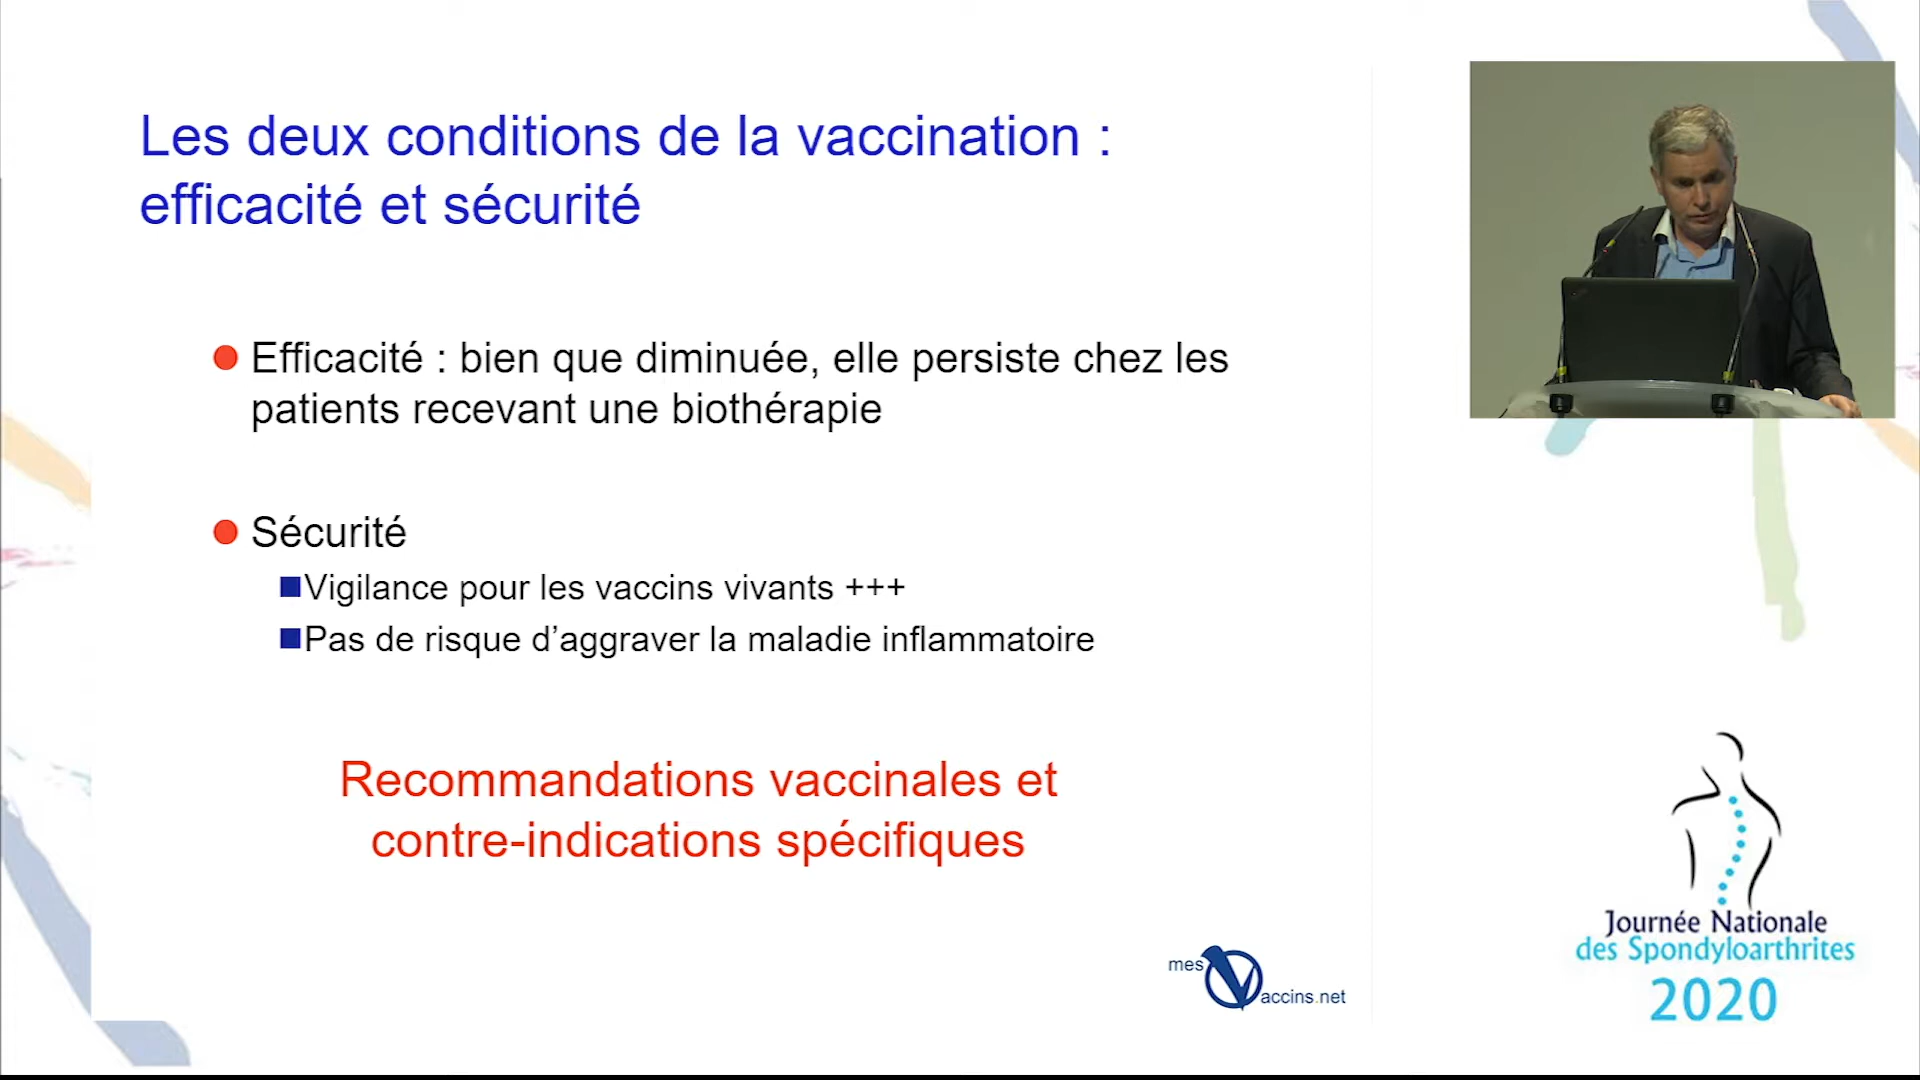 Les deux conditions de la vaccination :
efficacité et sécurité
Efficacité : bien que diminuée, elle persiste chez les
patients recevant une biothérapie
Sécurité
Vigilance pour les vaccins vivants +++
Pas de risque d’aggraver la maladie inflammatoire
Recommandations vaccinales et
contre-indications spécifiques
mes
Vaccins.net
Journée Nationale
des Spondyloarthrites
2020